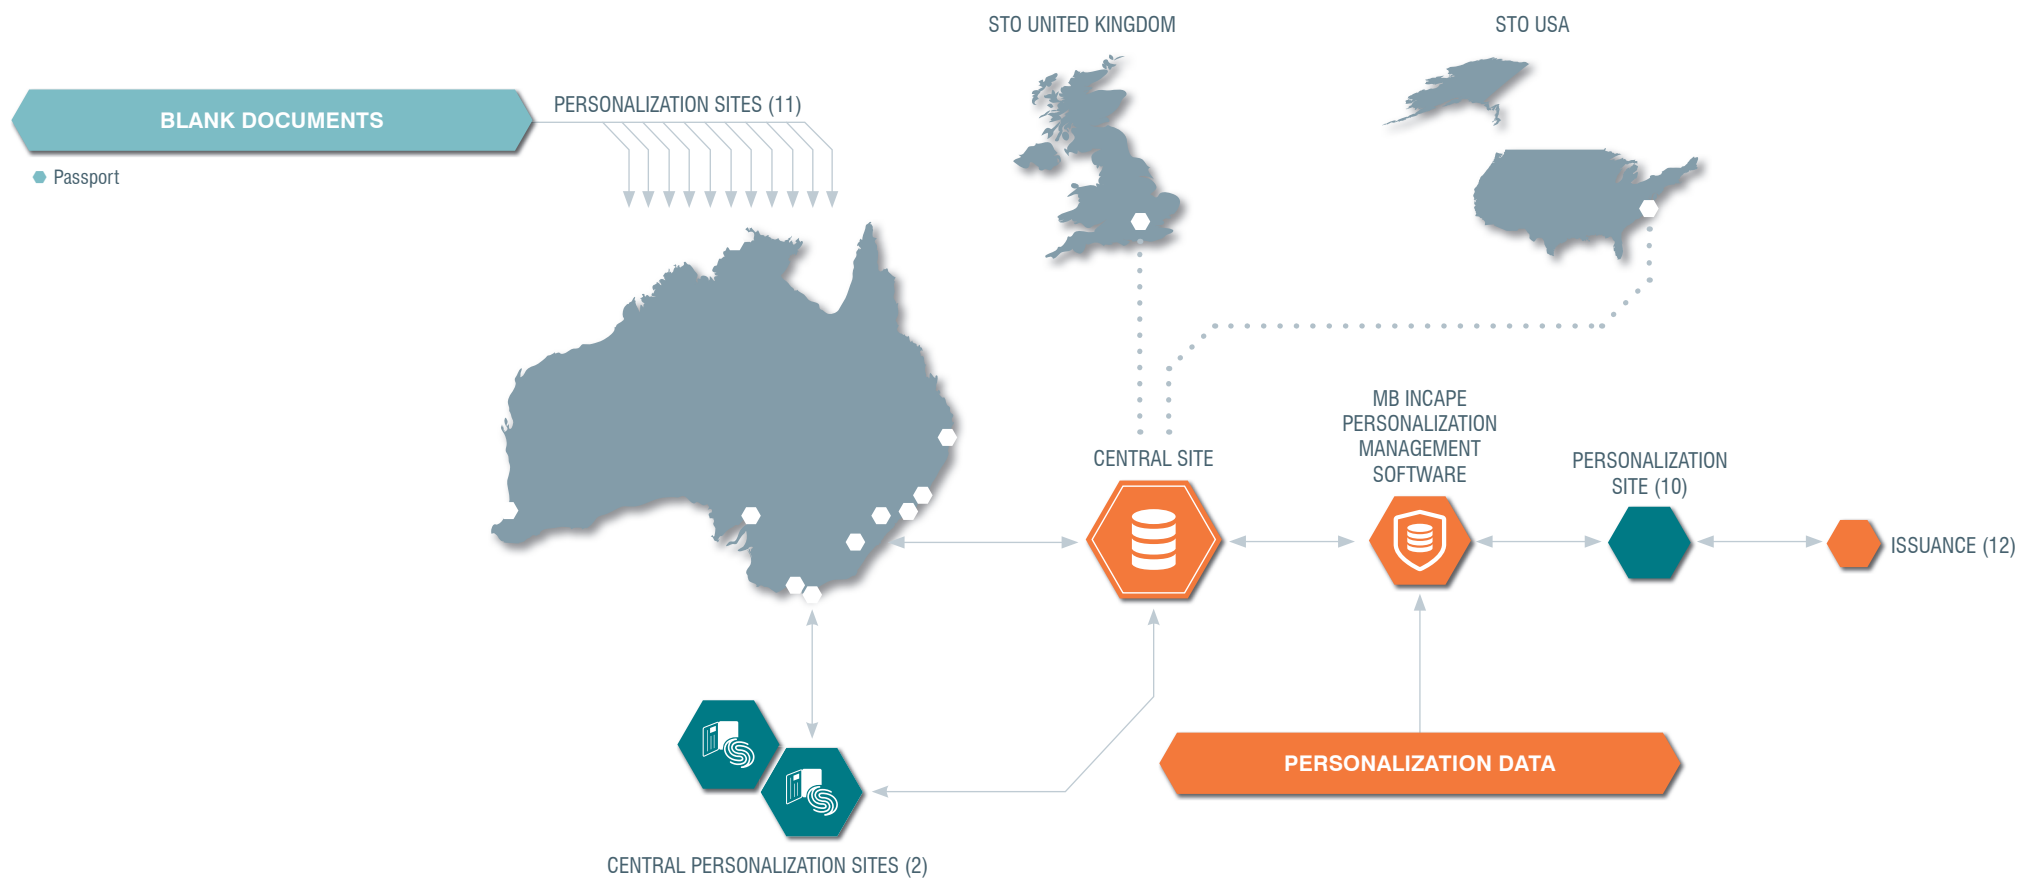 STO UNITED KINGDOM
STO USA
BLANK DOCUMENTS
PERSONALIZATION SITES (11)
Passport
MB INCAPE
PERSONALIZATION
MANAGEMENT
SOFTWARE
CENTRAL SITE
PERSONALIZATION
SITE (10)
ISSUANCE (12)
PERSONALIZATION DATA
CENTRAL PERSONALIZATION SITES (2)